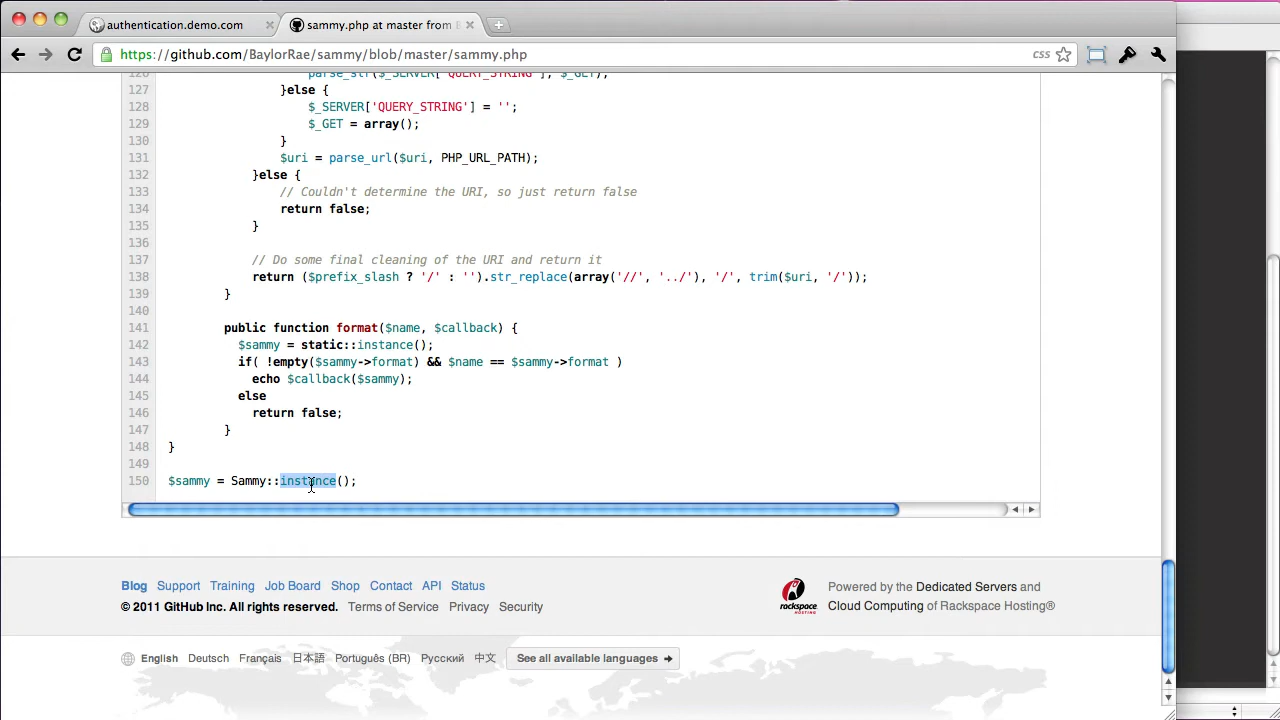 authentication.demo.com
sammy.php at master from
https://github.com/BaylorRae/sammy/blob/master/sammy.php
CSS
126 parse_str($_SERVER['QUERY_STRING'], $_GET);
127 }else {
128 $_SERVER['QUERY_STRING'] = '';
129 $_GET = array();
130 }
131 $uri = parse_url($uri, PHP_URL_PATH);
132 }else {
133 // Couldn't determine the URI, so just return false
134 return false;
135 }
136
137 // Do some final cleaning of the URI and return it
138 return ($prefix_slash ? '/' : '').str_replace(array('//', '../'), '/', trim($uri, '/'));
139 }
140
141 public function format($name, $callback) {
142 $sammy = static::instance();
143 if( !empty($sammy->format) && $name == $sammy->format )
144 echo $callback($sammy);
145 else
146 return false;
147 }
148 }
149
150 $sammy = Sammy::instance();
Blog Support Training Job Board Shop Contact API Status
© 2011 GitHub Inc. All rights reserved. Terms of Service Privacy Security
rackspace
HOSTING
Powered by the Dedicated Servers and
Cloud Computing of Rackspace Hosting®
English Deutsch Français 日本語 Português (BR) Русский 中文 See all available languages